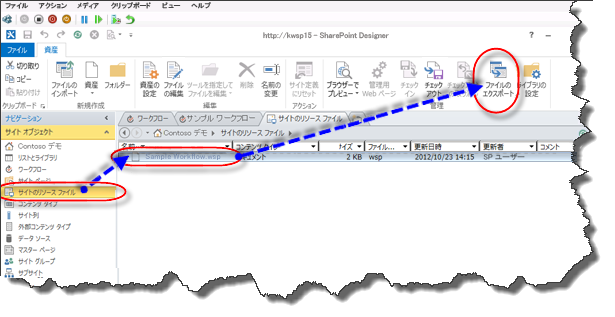 ファイル アクション メディア クリップボード ビュー ヘルプ
http://kwsp15 - SharePoint Designer
ファイル 資産
切り取り
コピー
貼り付け
クリップボード
ファイルの インポート
資産
フォルダー
新規作成
資産の 設定
ファイル の編集
ツールを指定して ファイルの編集
編集
削除
名前の 変更
サイト定義 にリセット
アクション
ブラウザーで プレビュー
管理用 Web ページ
チェック イン
チェック アウト
チェック
管理
ファイルの エクスポート
ライブラリの 設定
ナビゲーション
ワークフロー
サンプル ワークフロー
サイトのリソース ファイル
サイト オブジェクト
Contoso デモ サイトのリソース ファイル
Contoso デモ
リストとライブラリ
ワークフロー
サイト ページ
サイトのリソース ファイル
コンテンツ タイプ
サイト列
外部コンテンツ タイプ
データ ソース
マスター ページ
サイト グループ
サブサイト
名前 サイズ ファイル... 更新日時 更新者 コメント
Sample Workflow.wsp 2 KB wsp 2012/10/23 14:15 SP ユーザー